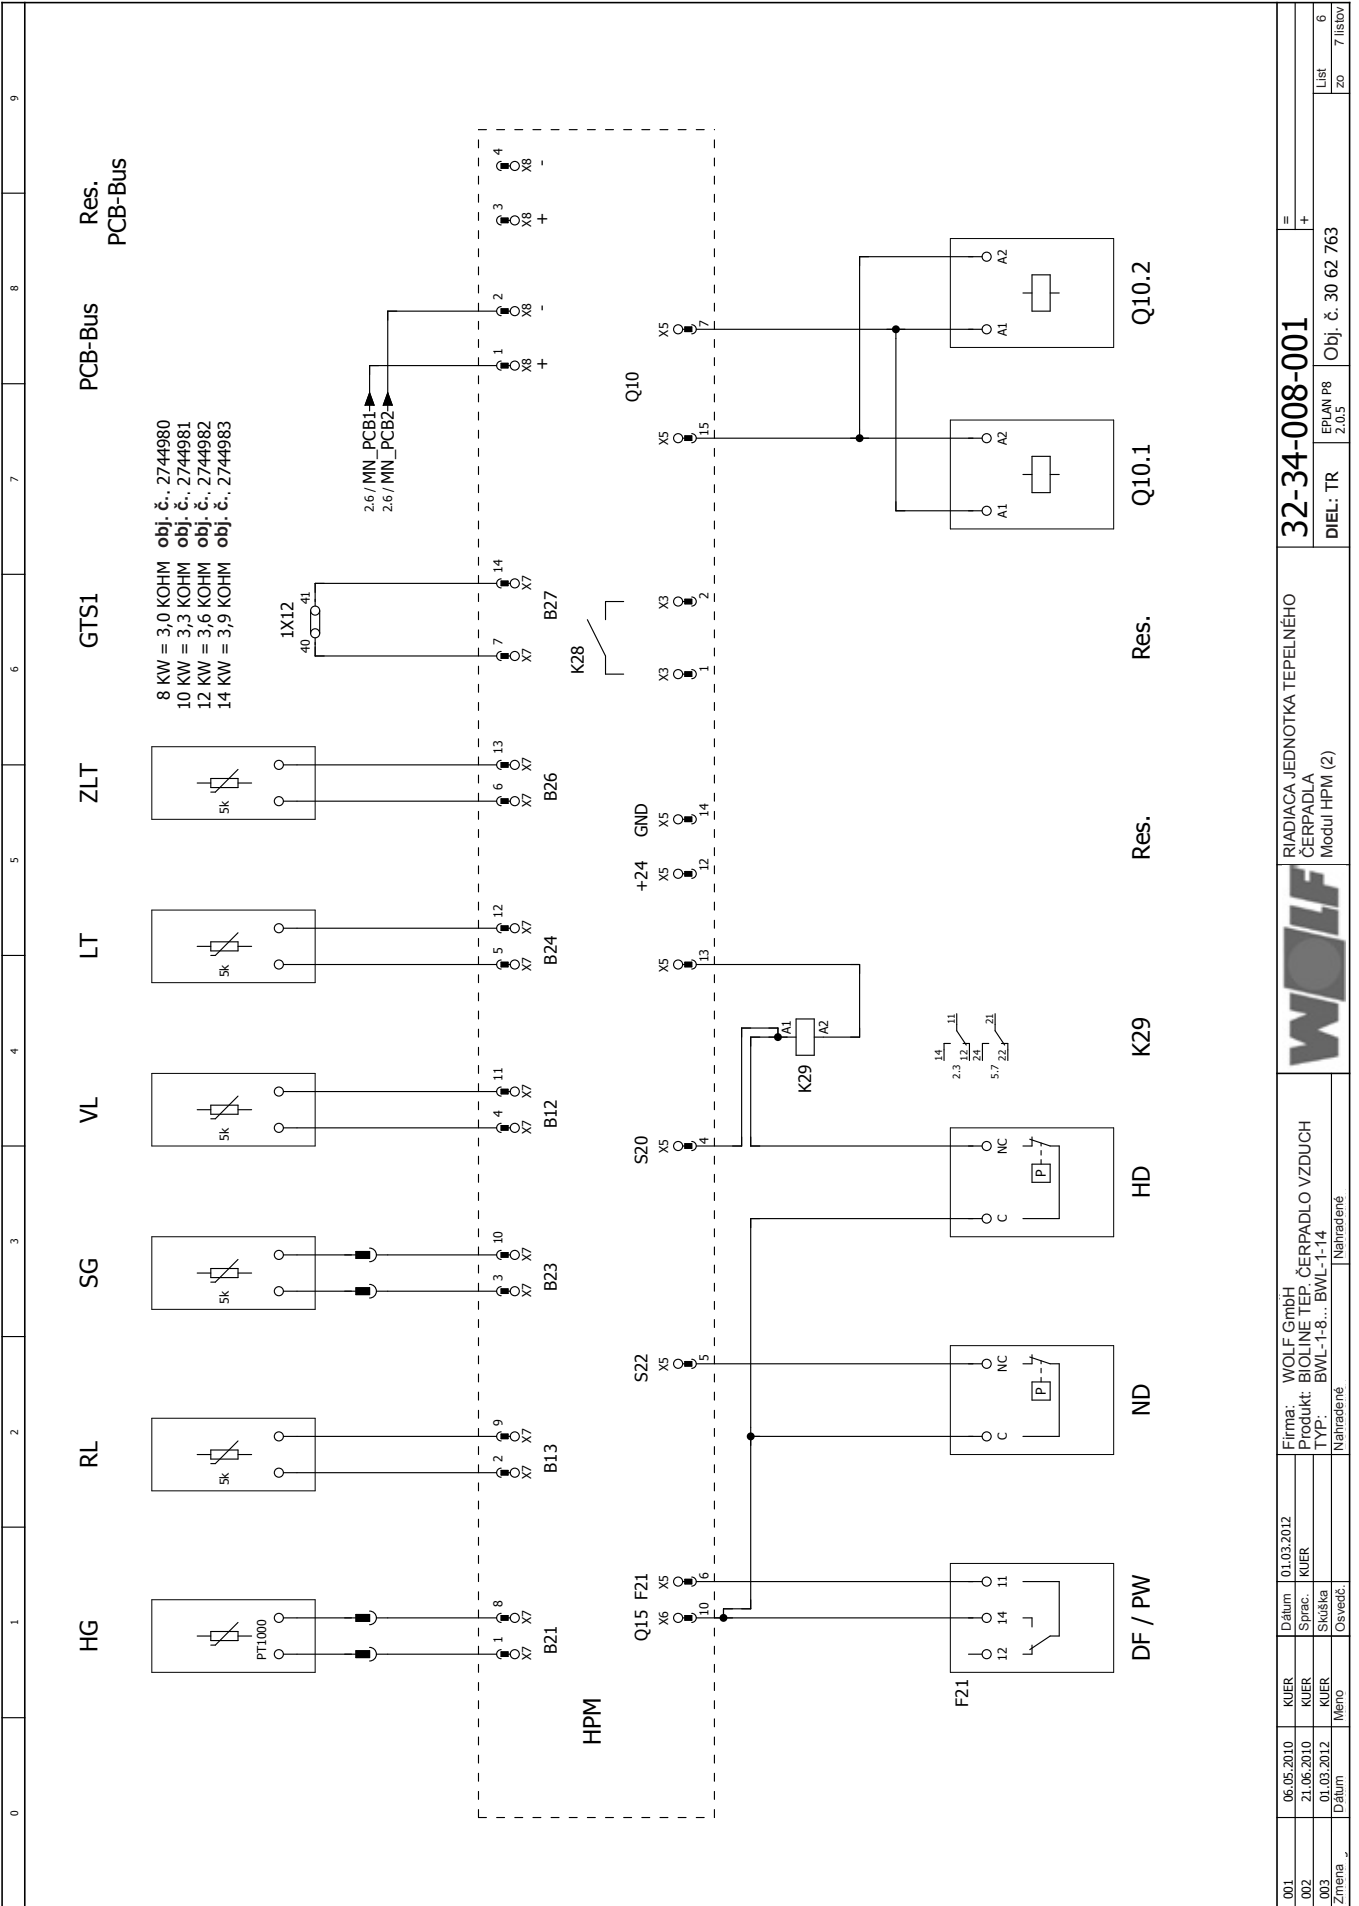 0 1 2 3 4 5 6 7 8 9
HG RL SG VL LT ZLT GTS1 PCB-Bus Res.
PCB-Bus
8 KW = 3,0 KOHM obj. č.. 2744980
10 KW = 3,3 KOHM obj. č.. 2744981
12 KW = 3,6 KOHM obj. č.. 2744982
14 KW = 3,9 KOHM obj. č.. 2744983
PT1000 5k 5k 5k 5k 5k
1X12
40 41
2.6 / MN_PCB1
2.6 / MN_PCB2
1 8 2 9 3 10 4 11 5 12 6 13 7 14 1 2 3 4
X7 X7 X7 X7 X7 X7 X7 X7 X7 X7 X7 X7 X7 X7 X8 X8 X8 X8
+ - + -
B21 B13 B23 B12 B24 B26 B27
HPM
K28
Q15 F21 S22 S20 +24 GND Q10
X6 X5 X5 X5 X5 X5 X5 X3 X3 X5 X5
10 6 5 4 13 12 14 1 2 15 7
K29
A1
A2
F21
12 14 11
C NC
P
C NC
P
14 11
2.3 12
24 21
5.7 22
A1 A2
A1 A2
DF / PW ND HD K29 Res. Res. Q10.1 Q10.2
001 06.05.2010 KUER
002 21.06.2010 KUER
003 01.03.2012 KUER
Zmena Dátum Meno
Dátum 01.03.2012
Sprac. KUER
Skúška
Osvedč.
Firma: WOLF GmbH
Produkt: BIOLINE TEP. ČERPADLO VZDUCH
TYP: BWL-1-8... BWL-1-14
Nahradené Nahradené
WOLF
RIADIACA JEDNOTKA TEPELNÉHO
ČERPADLA
Modul HPM (2)
32-34-008-001
=
+
DIEL: TR
EPLAN P8
2.0.5
Obj. č. 30 62 763
List 6
zo 7 listov